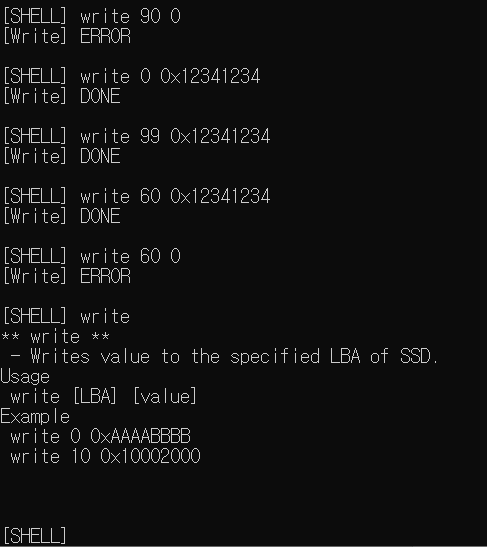 [SHELL] write 90 0
[Write] ERROR
[SHELL] write 0 0x12341234
[Write] DONE
[SHELL] write 99 0x12341234
[Write] DONE
[SHELL] write 60 0x12341234
[Write] DONE
[SHELL] write 60 0
[Write] ERROR
[SHELL] write
** write **
 - Writes value to the specified LBA of SSD.
Usage
 write [LBA] [value]
Example
 write 0 0xAAAABBBB
 write 10 0x10002000
[SHELL]